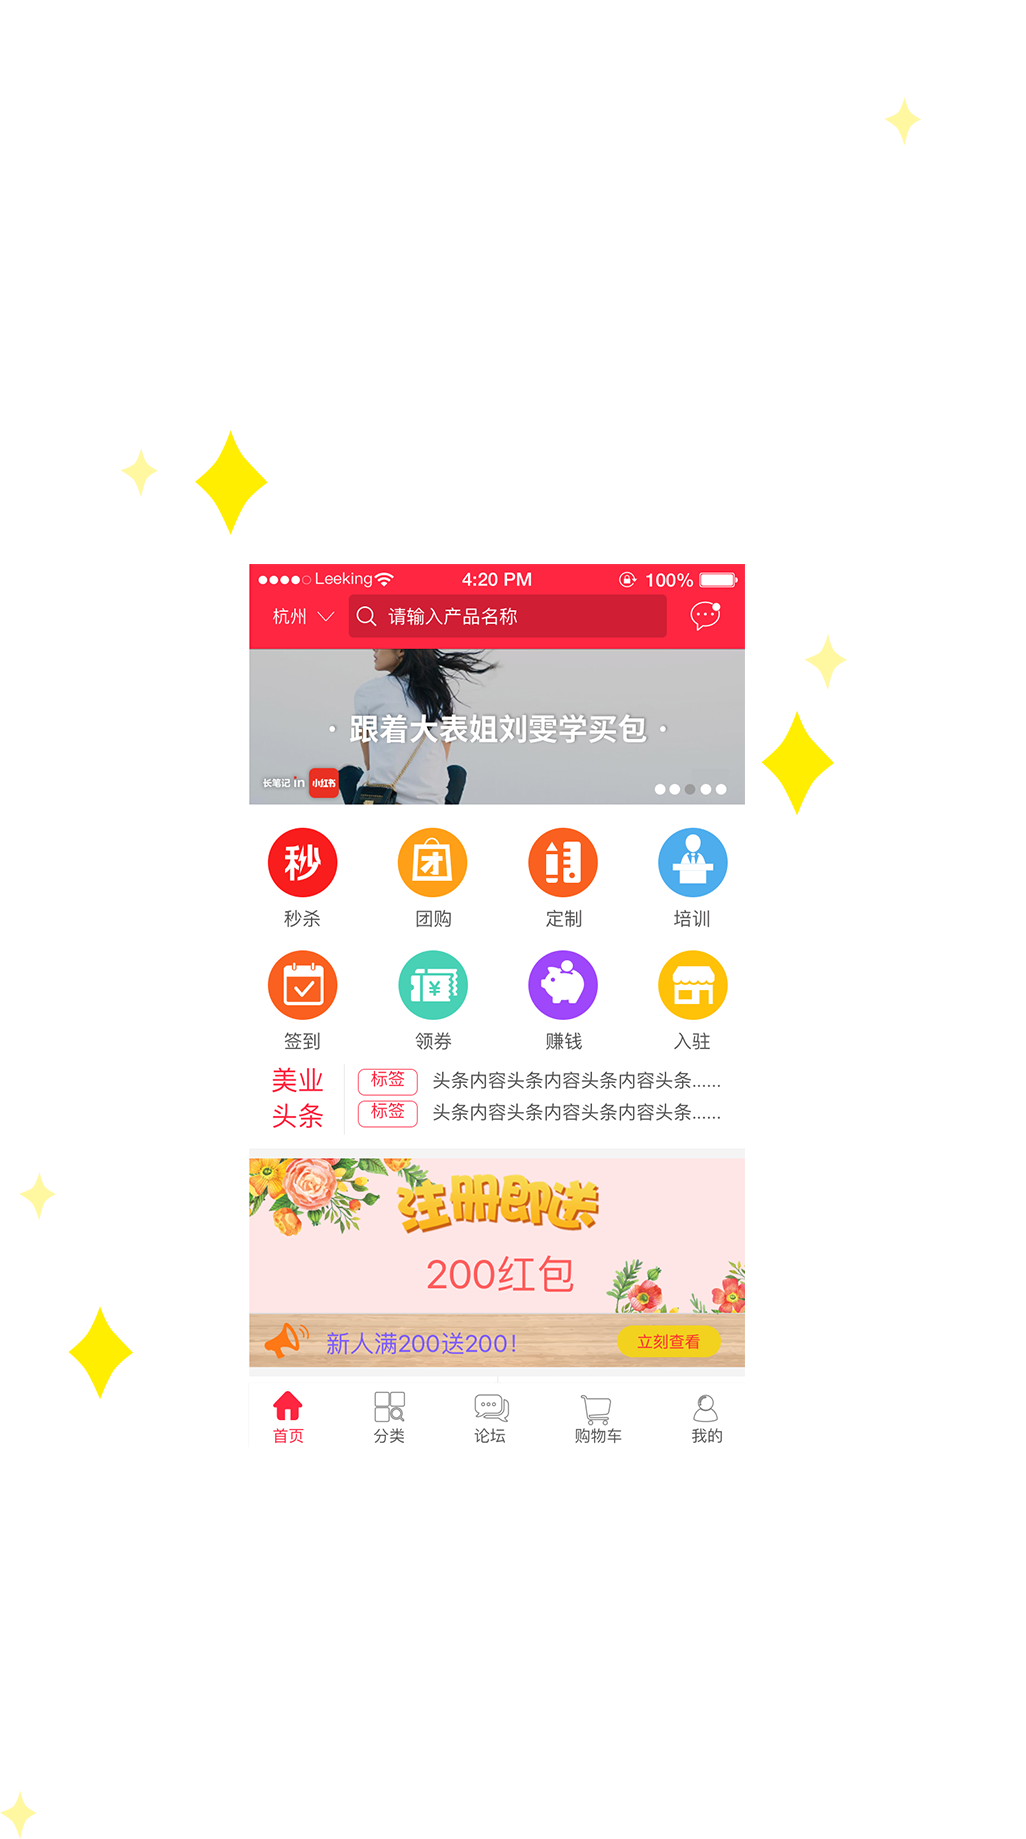 Leeking 4:20 PM 100%
杭州 请输入产品名称
· 跟着大表姐刘雯学买包 ·
长笔记 in 小红书
秒 团
秒杀 团购 定制 培训
¥
签到 领券 赚钱 入驻
美业 标签 头条内容头条内容头条内容头条......
头条 标签 头条内容头条内容头条内容头条......
注册即送
200红包
新人满200送200! 立刻查看
首页 分类 论坛 购物车 我的